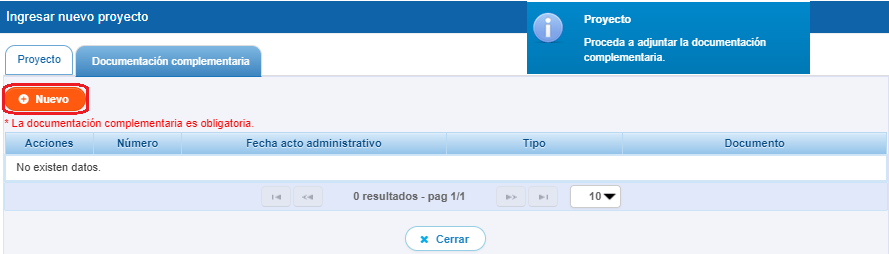 Ingresar nuevo proyecto
Proyecto
Proceda a adjuntar la documentación
complementaria.
Proyecto
Documentación complementaria
Nuevo
* La documentación complementaria es obligatoria.
Acciones Número Fecha acto administrativo Tipo Documento
No existen datos.
0 resultados - pag 1/1 10
Cerrar